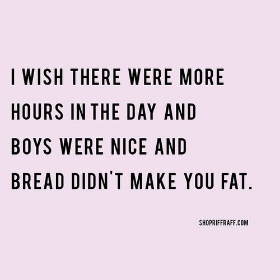 I WISH THERE WERE MORE
HOURS IN THE DAY AND
BOYS WERE NICE AND
BREAD DIDN'T MAKE YOU FAT.
SHOPRIFFRAFF.COM